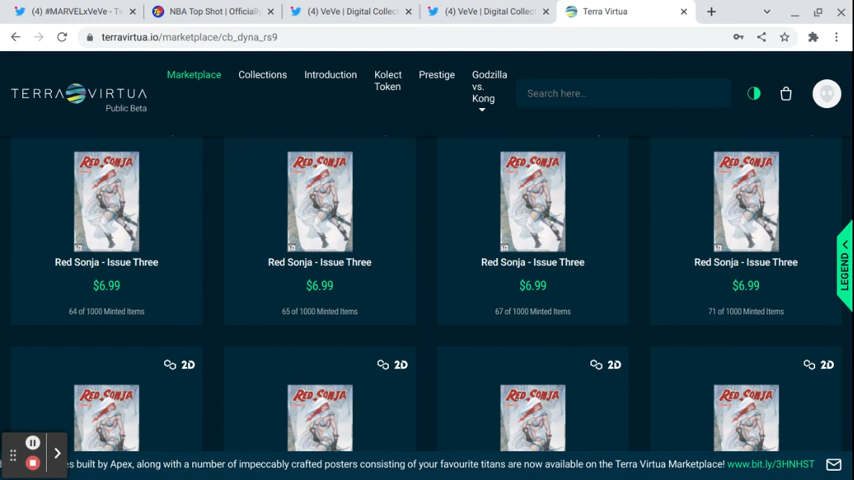 (4) #MARVELxVeVe - Tw
NBA Top Shot | Officially
(4) VeVe | Digital Collect
(4) VeVe | Digital Collect
Terra Virtua
terravirtua.io/marketplace/cb_dyna_rs9
TERRA VIRTUA
Public Beta
Marketplace
Collections
Introduction
Kolect
Token
Prestige
Godzilla
vs.
Kong
Search here...
RED SONJA
RED SONJA
RED SONJA
RED SONJA
Red Sonja - Issue Three
Red Sonja - Issue Three
Red Sonja - Issue Three
Red Sonja - Issue Three
$6.99
$6.99
$6.99
$6.99
64 of 1000 Minted Items
65 of 1000 Minted Items
67 of 1000 Minted Items
71 of 1000 Minted Items
LEGEND
2D
2D
2D
2D
RED SONJA
RED SONJA
RED SONJA
RED SONJA
es built by Apex, along with a number of impeccably crafted posters consisting of your favourite titans are now available on the Terra Virtua Marketplace! www.bit.ly/3HNHST